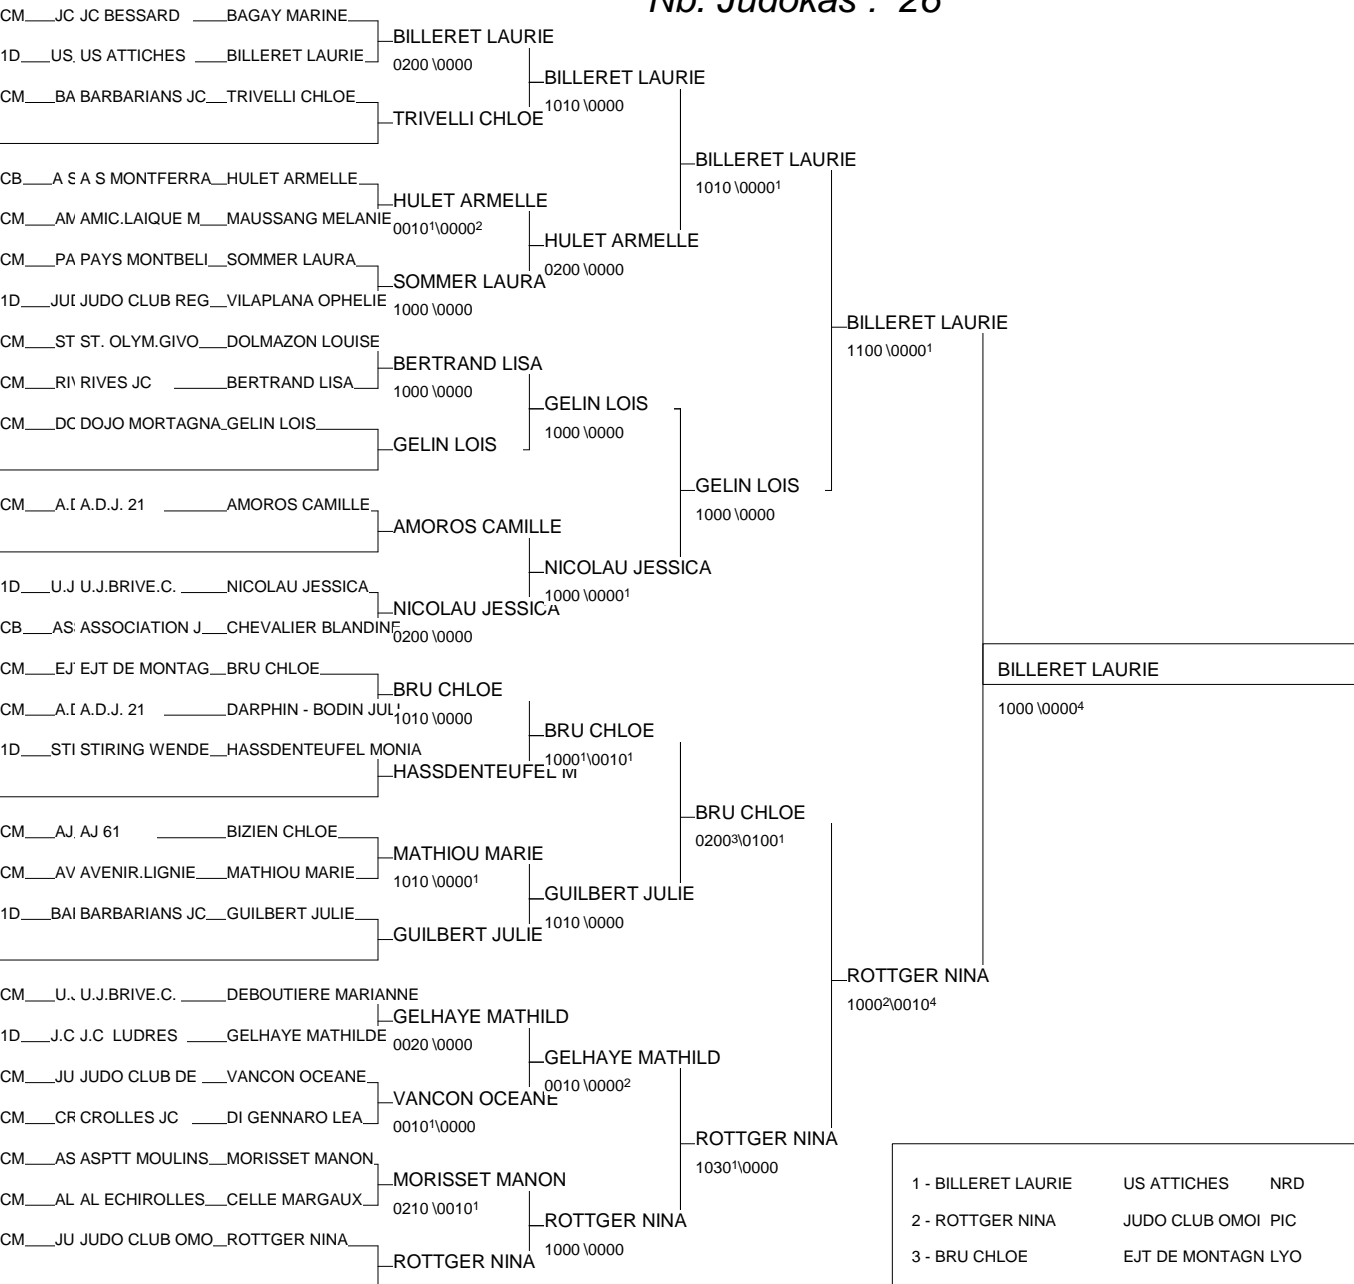 Nb. Judokas : 26
CM JC JC BESSARD BAGAY MARINE
1D US US ATTICHES BILLERET LAURIE
CM BA BARBARIANS JC TRIVELLI CHLOE
CB A S A S MONTFERRA HULET ARMELLE
CM AM AMIC.LAIQUE M MAUSSANG MELANIE
CM PA PAYS MONTBELI SOMMER LAURA
1D JUD JUDO CLUB REG VILAPLANA OPHELIE
CM ST ST. OLYM.GIVO DOLMAZON LOUISE
CM RIV RIVES JC BERTRAND LISA
CM DO DOJO MORTAGNA GELIN LOIS
CM A.D A.D.J. 21 AMOROS CAMILLE
1D U.J U.J.BRIVE.C. NICOLAU JESSICA
CB AS ASSOCIATION J CHEVALIER BLANDINE
CM EJ EJT DE MONTAG BRU CHLOE
CM A.D A.D.J. 21 DARPHIN - BODIN JULI
1D STI STIRING WENDE HASSDENTEUFEL MONIA
CM AJ AJ 61 BIZIEN CHLOE
CM AV AVENIR.LIGNIE MATHIOU MARIE
1D BAI BARBARIANS JC GUILBERT JULIE
CM U.J U.J.BRIVE.C. DEBOUTIERE MARIANNE
1D J.C J.C LUDRES GELHAYE MATHILDE
CM JU JUDO CLUB DE VANCON OCEANE
CM CR CROLLES JC DI GENNARO LEA
CM AS ASPTT MOULINS MORISSET MANON
CM AL AL ECHIROLLES CELLE MARGAUX
CM JU JUDO CLUB OMO ROTTGER NINA
BILLERET LAURIE
0200 \0000
TRIVELLI CHLOE
HULET ARMELLE
0010¹\0000²
SOMMER LAURA
1000 \0000
BERTRAND LISA
1000 \0000
GELIN LOIS
AMOROS CAMILLE
NICOLAU JESSICA
0200 \0000
BRU CHLOE
1010 \0000
HASSDENTEUFEL M
MATHIOU MARIE
1010 \0000¹
GUILBERT JULIE
GELHAYE MATHILD
0020 \0000
VANCON OCEANE
0010¹\0000
MORISSET MANON
0210 \0010¹
ROTTGER NINA
BILLERET LAURIE
1010 \0000
HULET ARMELLE
0200 \0000
GELIN LOIS
1000 \0000
NICOLAU JESSICA
1000 \0000¹
BRU CHLOE
1000¹\0010¹
GUILBERT JULIE
1010 \0000
GELHAYE MATHILD
0010 \0000²
ROTTGER NINA
1000 \0000
BILLERET LAURIE
1010 \0000¹
GELIN LOIS
1000 \0000
BRU CHLOE
0200³\0100¹
ROTTGER NINA
1030¹\0000
BILLERET LAURIE
1100 \0000¹
ROTTGER NINA
1000²\0010⁴
BILLERET LAURIE
1000 \0000⁴
1 - BILLERET LAURIE US ATTICHES NRD
2 - ROTTGER NINA JUDO CLUB OMOI PIC
3 - BRU CHLOE EJT DE MONTAGN LYO